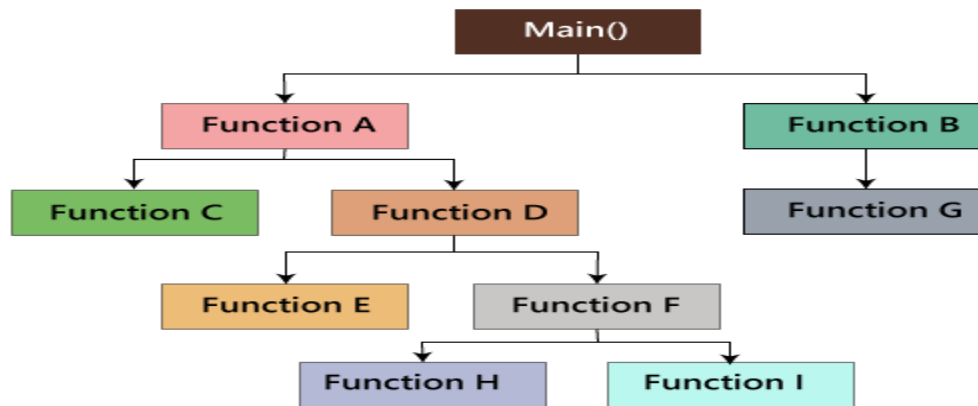 Main()
Function A
Function B
Function C
Function D
Function G
Function E
Function F
Function H
Function I